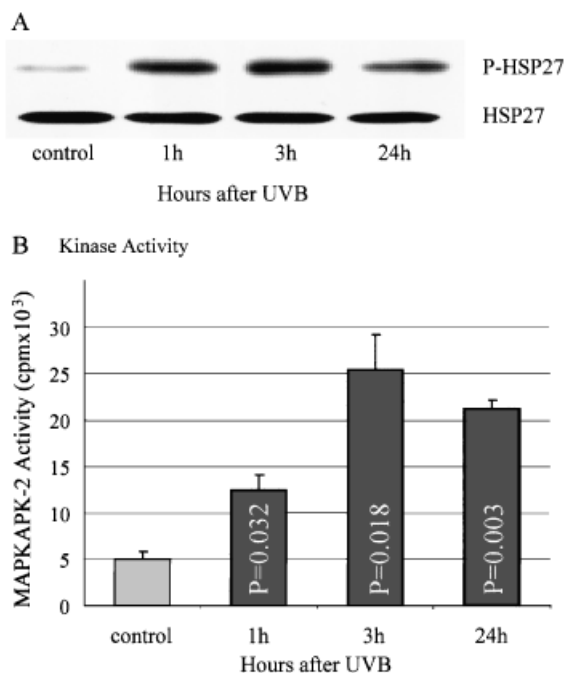 A
P-HSP27
HSP27
control 1h 3h 24h
Hours after UVB
B Kinase Activity
MAPKAPK-2 Activity (cpmx10³)
30
25
20
15
10
5
0
P=0.032
P=0.018
P=0.003
control 1h 3h 24h
Hours after UVB